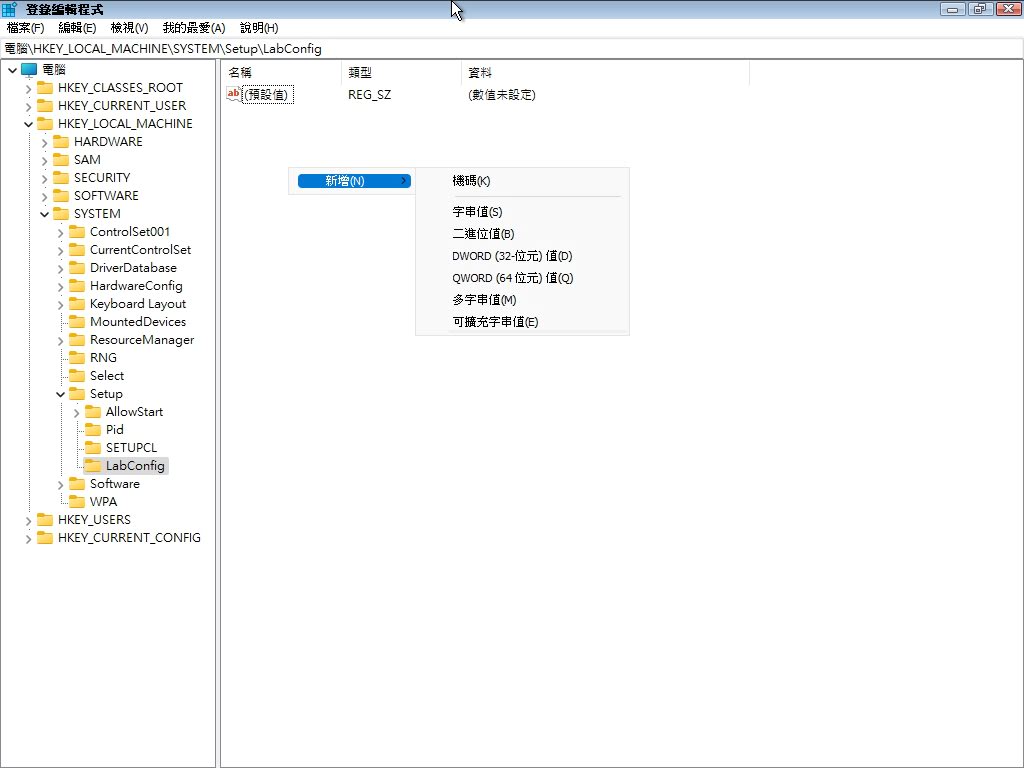 登錄編輯程式
檔案(F) 編輯(E) 檢視(V) 我的最愛(A) 說明(H)
電腦\HKEY_LOCAL_MACHINE\SYSTEM\Setup\LabConfig
電腦
HKEY_CLASSES_ROOT
HKEY_CURRENT_USER
HKEY_LOCAL_MACHINE
HARDWARE
SAM
SECURITY
SOFTWARE
SYSTEM
ControlSet001
CurrentControlSet
DriverDatabase
HardwareConfig
Keyboard Layout
MountedDevices
ResourceManager
RNG
Select
Setup
AllowStart
Pid
SETUPCL
LabConfig
Software
WPA
HKEY_USERS
HKEY_CURRENT_CONFIG
名稱 類型 資料
ab (預設值) REG_SZ (數值未設定)
新增(N)
機碼(K)
字串值(S)
二進位值(B)
DWORD (32-位元) 值(D)
QWORD (64 位元) 值(Q)
多字串值(M)
可擴充字串值(E)